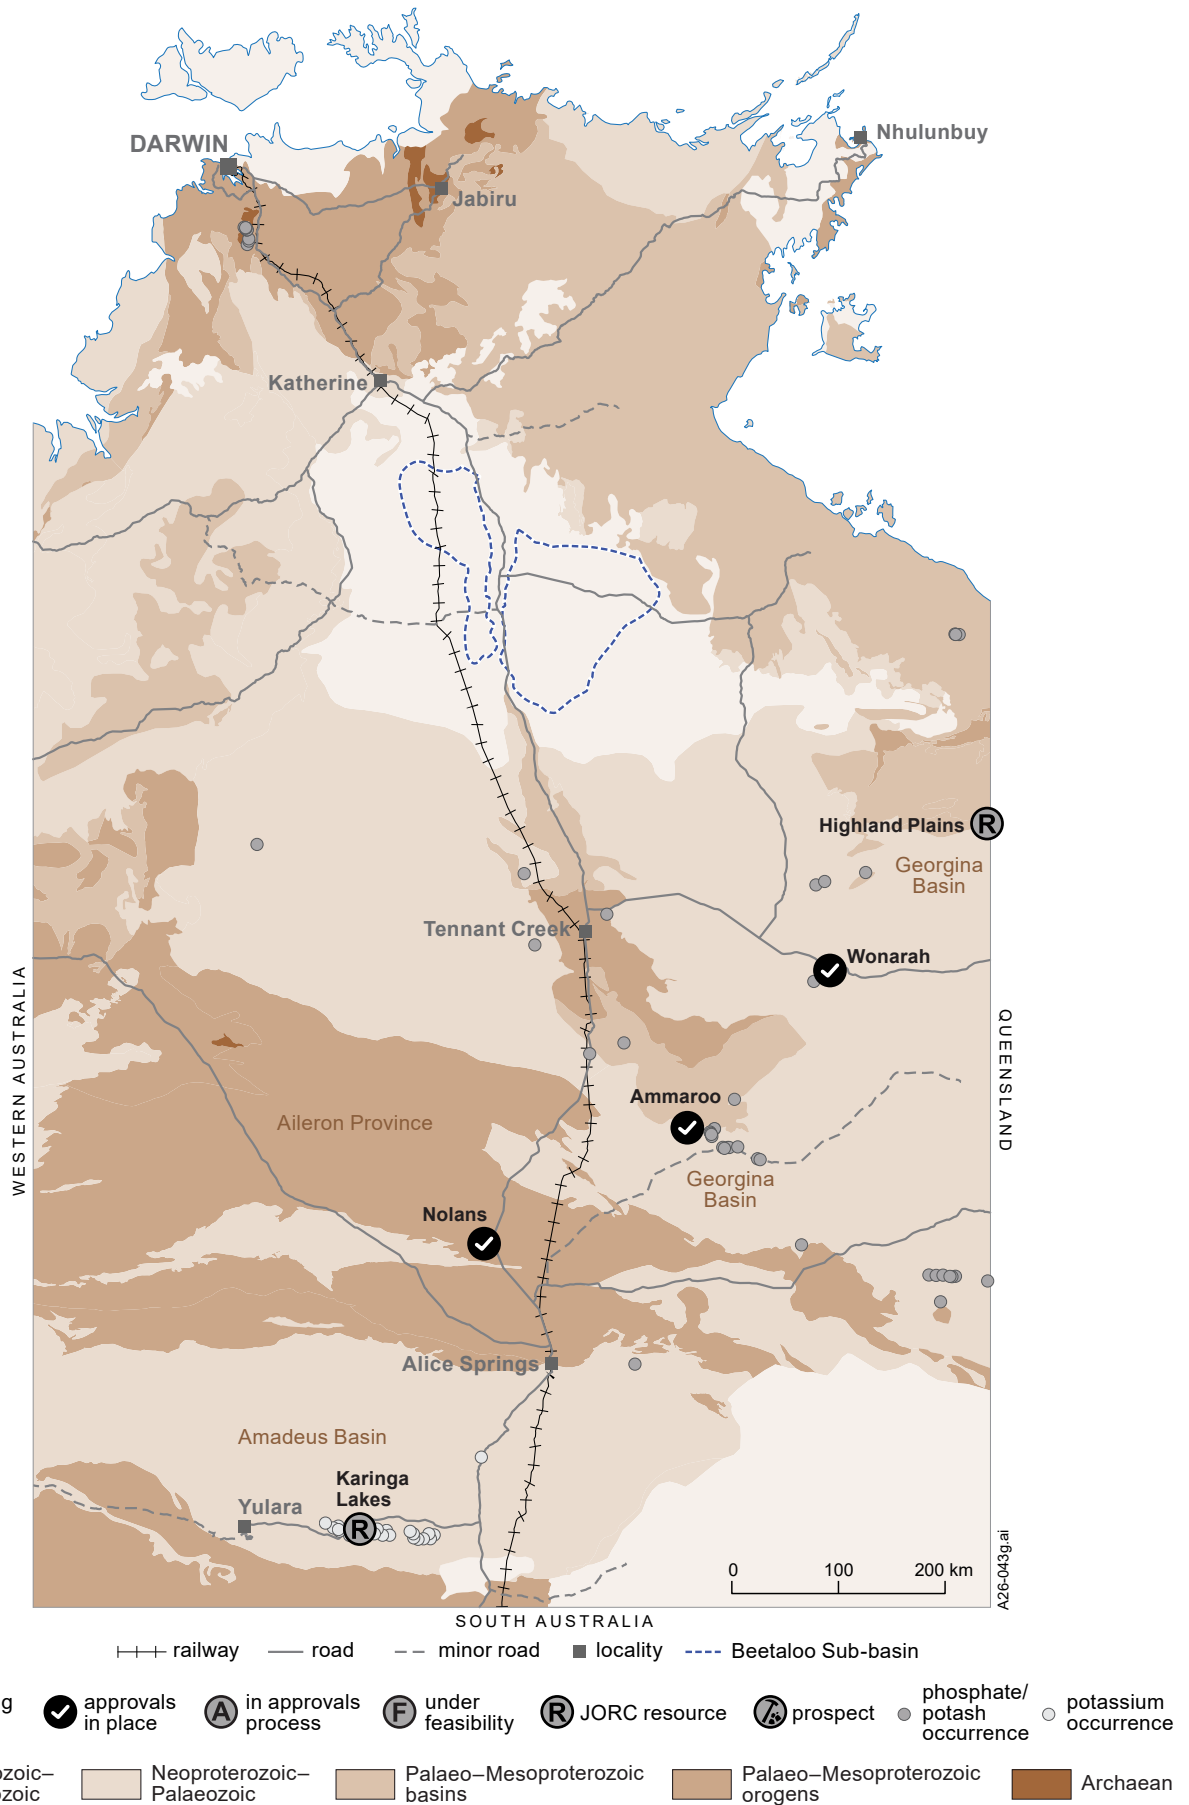 DARWIN
Nhulunbuy
Jabiru
Katherine
Highland Plains
R
Georgina
Basin
Tennant Creek
Wonarah
WESTERN AUSTRALIA
QUEENSLAND
Ammaroo
Aileron Province
Georgina
Basin
Nolans
Alice Springs
Amadeus Basin
Karinga
Lakes
Yulara
R
0 100 200 km
A26-043g.ai
SOUTH AUSTRALIA
railway road minor road locality Beetaloo Sub-basin
g
approvals
in place
A
in approvals
process
F
under
feasibility
R JORC resource
prospect
phosphate/
potash
occurrence
potassium
occurrence
ozoic–
ozoic
Neoproterozoic–
Palaeozoic
Palaeo–Mesoproterozoic
basins
Palaeo–Mesoproterozoic
orogens
Archaean